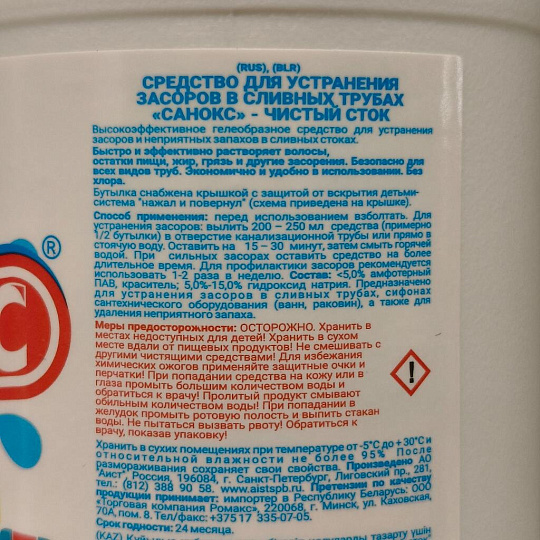 (RUS), (BLR)
СРЕДСТВО ДЛЯ УСТРАНЕНИЯ
ЗАСОРОВ В СЛИВНЫХ ТРУБАХ
«САНОКС» - ЧИСТЫЙ СТОК
Высокоэффективное гелеобразное средство для устранения
засоров и неприятных запахов в сливных стоках.
Быстро и эффективно растворяет волосы,
остатки пищи, жир, грязь и другие засорения. Безопасно для
всех видов труб. Экономично и удобно в использовании. Без
хлора.
Бутылка снабжена крышкой с защитой от вскрытия детьми-
система "нажал и повернул" (схема приведена на крышке).
Способ применения: перед использованием взболтать. Для
устранения засоров: вылить 200 – 250 мл средства (примерно
1/2 бутылки) в отверстие канализационной трубы или прямо в
стоячую воду. Оставить на 15 – 30 минут, затем смыть горячей
водой. При сильных засорах оставить средство на более
длительное время. Для профилактики засоров рекомендуется
использовать 1-2 раза в неделю. Состав: <5,0% амфотерный
ПАВ, краситель; 5,0%-15,0% гидроксид натрия. Предназначено
для устранения засоров в сливных трубах, сифонах
сантехнического оборудования (ванн, раковин), а также для
удаления неприятного запаха.
®
С
Меры предосторожности: ОСТОРОЖНО. Хранить в
местах недоступных для детей! Хранить в сухом
месте вдали от пищевых продуктов! Не смешивать с
другими чистящими средствами! Для избежания
химических ожогов применяйте защитные очки и
перчатки! При попадании средства на кожу или в
глаза промыть большим количеством воды и
обратиться к врачу! Пролитый продукт смывают
обильным количеством воды! При попадании в
желудок промыть ротовую полость и выпить стакан
воды. Не пытаться вызвать рвоту! Обратиться к
врачу, показав упаковку!
!
Хранить в сухих помещениях при температуре от -5°С до +30°С и
относительной влажности не более 95% После
размораживания сохраняет свои свойства. Произведено АО
"Аист", Россия, 196084, г. Санкт-Петербург, Лиговский пр., 281,
тел.: (812) 388 90 58, www.aistspb.ru. Претензии по качеству
продукции принимает: импортер в Республику Беларусь: ООО
«Торговая компания Ромакс», 220068, г. Минск, ул. Каховская,
70А, пом. 8. Тел/факс: +375 17 335-07-05.
Срок годности: 24 месяца.
(KAZ) тазарту үшін